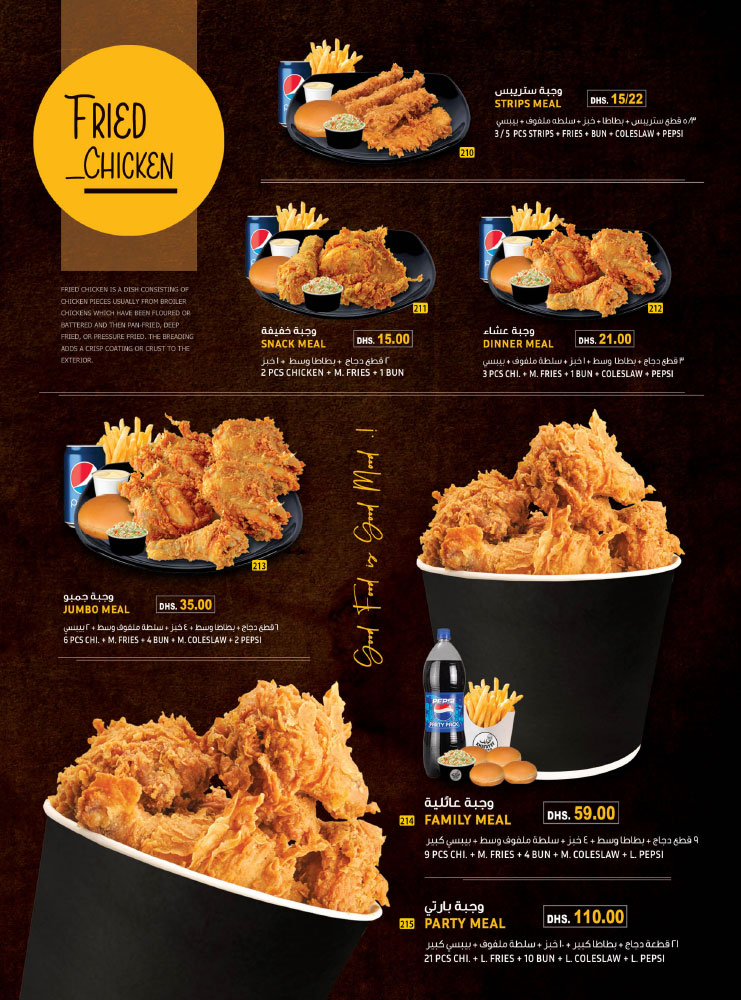 FRIED
_CHICKEN
FRIED CHICKEN IS A DISH CONSISTING OF
CHICKEN PIECES USUALLY FROM BROILER
CHICKENS WHICH HAVE BEEN FLOURED OR
BATTERED AND THEN PAN-FRIED, DEEP
FRIED, OR PRESSURE FRIED. THE BREADING
ADDS A CRISP COATING OR CRUST TO THE
EXTERIOR.
210
وجبة ستريبس
STRIPS MEAL DHS. 15/22
٥/٣ قطع ستريبس + بطاطا + خبز + سلطه ملفوف + بيبسي
3 / 5 PCS STRIPS + FRIES + BUN + COLESLAW + PEPSI
211
وجبة خفيفة
SNACK MEAL DHS. 15.00
٢ قطع دجاج + بطاطا وسط + ١ خبز
2 PCS CHICKEN + M. FRIES + 1 BUN
212
وجبة عشاء
DINNER MEAL DHS. 21.00
٣ قطع دجاج + بطاطا وسط + ١ خبز + سلطة ملفوف + بيبسي
3 PCS CHI. + M. FRIES + 1 BUN + COLESLAW + PEPSI
213
وجبة جمبو
JUMBO MEAL DHS. 35.00
٦ قطع دجاج + بطاطا وسط + ٤ خبز + سلطة ملفوف وسط + ٢ بيبسي
6 PCS CHI. + M. FRIES + 4 BUN + M. COLESLAW + 2 PEPSI
Good Food is Good Mood .!
PEPSI
PARTY PACK
وجبة عائلية
214 FAMILY MEAL DHS. 59.00
٩ قطع دجاج + بطاطا وسط + ٤ خبز + سلطة ملفوف وسط + بيبسي كبير
9 PCS CHI. + M. FRIES + 4 BUN + M. COLESLAW + L. PEPSI
وجبة بارتي
215 PARTY MEAL DHS. 110.00
٢١ قطعة دجاج + بطاطا كبير + ١٠ خبز + سلطة ملفوف + بيبسي كبير
21 PCS CHI. + L. FRIES + 10 BUN + L. COLESLAW + L. PEPSI